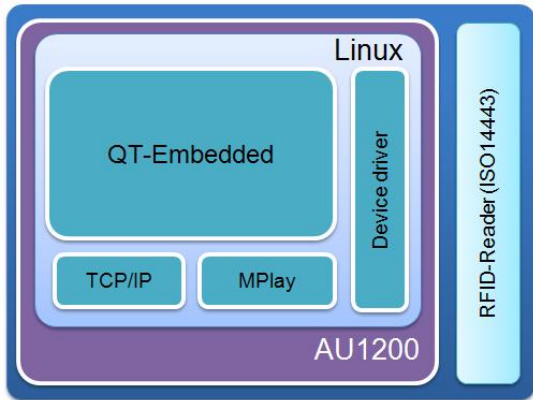 Linux
QT-Embedded
Device driver
TCP/IP
MPlay
AU1200
RFID-Reader (ISO14443)